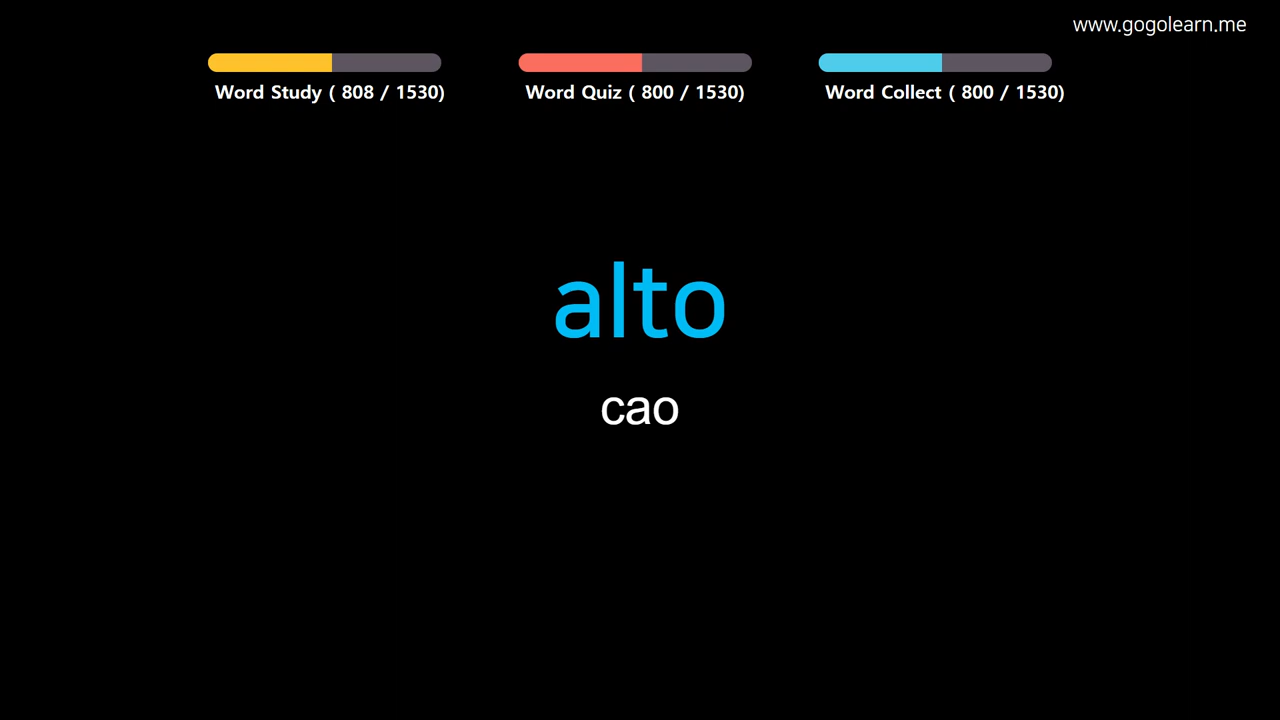 www.gogolearn.me
Word Study ( 808 / 1530)
Word Quiz ( 800 / 1530)
Word Collect ( 800 / 1530)
alto
cao